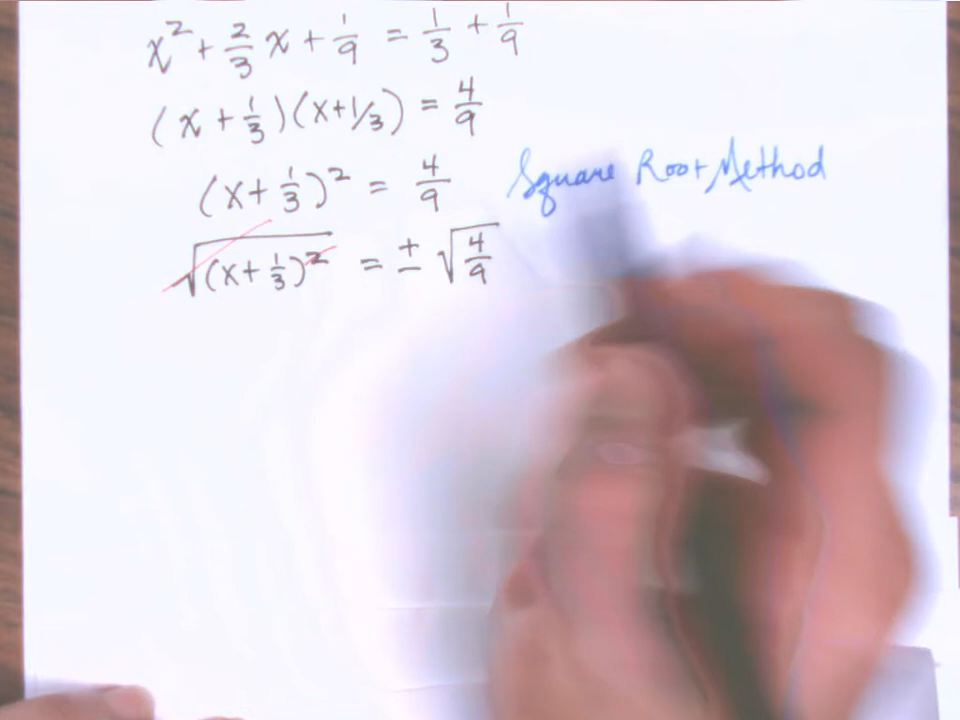 x² + 2/3 x + 1/9 = 1/3 + 1/9
(x + 1/3)(x + 1/3) = 4/9
(x + 1/3)² = 4/9 Square Root Method
√(x + 1/3)² = ± √4/9